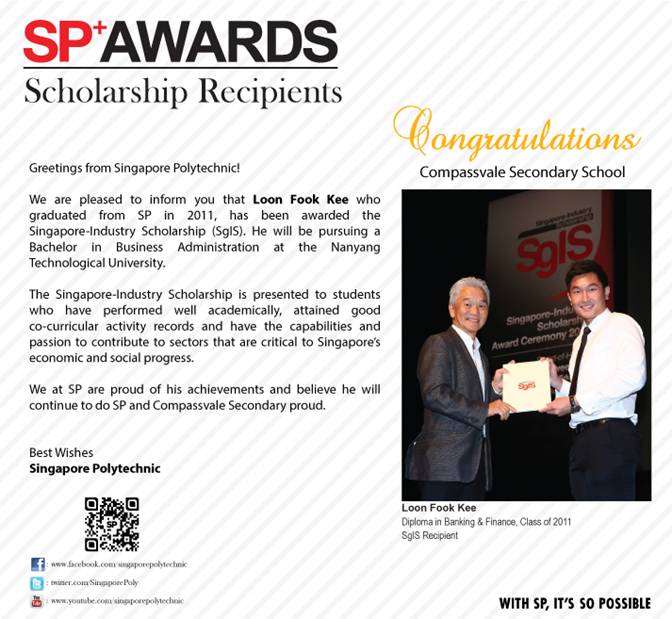 SP+AWARDS
Scholarship Recipients
Greetings from Singapore Polytechnic!
We are pleased to inform you that Loon Fook Kee who
graduated from SP in 2011, has been awarded the
Singapore-Industry Scholarship (SgIS). He will be pursuing a
Bachelor in Business Administration at the Nanyang
Technological University.
The Singapore-Industry Scholarship is presented to students
who have performed well academically, attained good
co-curricular activity records and have the capabilities and
passion to contribute to sectors that are critical to Singapore's
economic and social progress.
We at SP are proud of his achievements and believe he will
continue to do SP and Compassvale Secondary proud.
Best Wishes
Singapore Polytechnic
SP
: www.facebook.com/singaporepolytechnic
: twitter.com/SingaporePoly
: www.youtube.com/singaporepolytechnic
Congratulations
Compassvale Secondary School
Singapore-Industry
SgIS
Singapore-Ind
Scholarsh
Award Ceremony 20
SgIS
Loon Fook Kee
Diploma in Banking & Finance, Class of 2011
SgIS Recipient
WITH SP, IT'S SO POSSIBLE